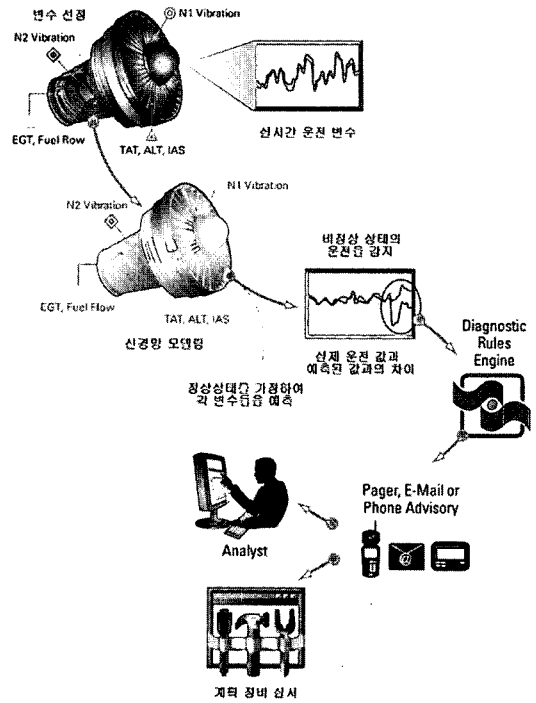 변수 선정
N1 Vibration
N2 Vibration
EGT, Fuel Row
TAT, ALT, IAS
실시간 운전 변수
N1 Vibration
N2 Vibration
EGT, Fuel Flow
TAT, ALT, IAS
신경망 모델링
비정상 상태의
운전을 감지
실제 운전 값과
예측된 값과의 차이
정상상태를 가정하여
각 변수들을 예측
Diagnostic
Rules
Engine
Pager, E-Mail or
Phone Advisory
@
Analyst
계획 정비 실시